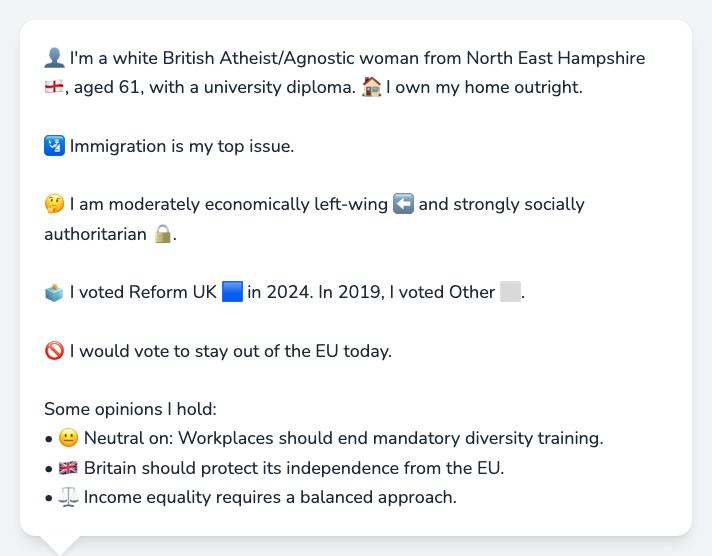 👤 I'm a white British Atheist/Agnostic woman from North East Hampshire
🏴󠁧󠁢󠁥󠁮󠁧󠁿, aged 61, with a university diploma. 🏠 I own my home outright.
🛂 Immigration is my top issue.
🤔 I am moderately economically left-wing ⬅️ and strongly socially
authoritarian 🔒.
🗳️ I voted Reform UK 🟦 in 2024. In 2019, I voted Other ⬜.
🚫 I would vote to stay out of the EU today.
Some opinions I hold:
• 😐 Neutral on: Workplaces should end mandatory diversity training.
• 🇬🇧 Britain should protect its independence from the EU.
• ⚖️ Income equality requires a balanced approach.